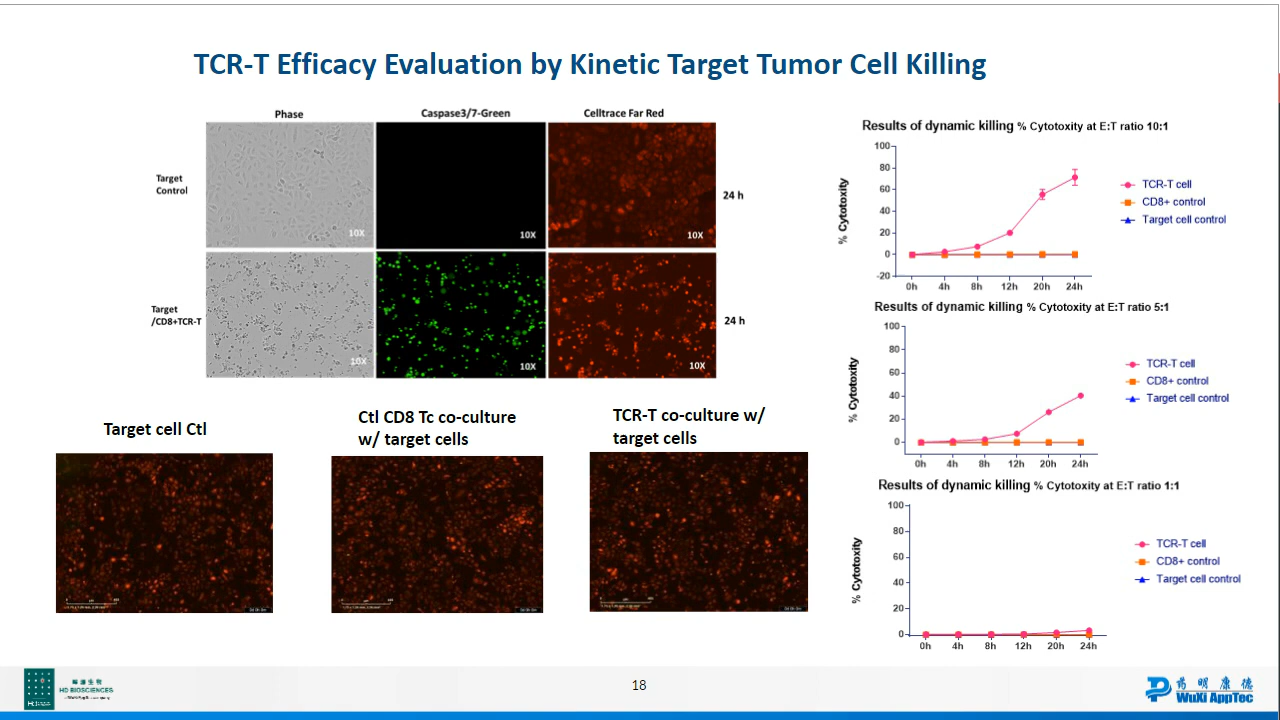 TCR-T Efficacy Evaluation by Kinetic Target Tumor Cell Killing
Phase
Caspase3/7-Green
Celltrace Far Red
Target
Control
10X
10X
10X
24 h
Target
/CD8+TCR-T
10X
10X
10X
24 h
Target cell Ctl
Ctl CD8 Tc co-culture
w/ target cells
TCR-T co-culture w/
target cells
Results of dynamic killing % Cytotoxity at E:T ratio 10:1
% Cytotoxity
100
80
60
40
20
0
-20
0h 4h 8h 12h 20h 24h
TCR-T cell
CD8+ control
Target cell control
Results of dynamic killing % Cytotoxity at E:T ratio 5:1
% Cytotoxity
100
80
60
40
20
0
0h 4h 8h 12h 20h 24h
TCR-T cell
CD8+ control
Target cell control
Results of dynamic killing % Cytotoxity at E:T ratio 1:1
% Cytotoxity
100
80
60
40
20
0
0h 4h 8h 12h 20h 24h
TCR-T cell
CD8+ control
Target cell control
HD BIOSCIENCES
18
药明康德
WuXi AppTec